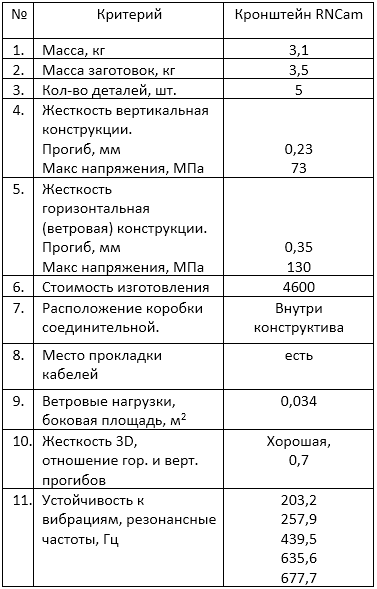 № Критерий Кронштейн RNCam
1. Масса, кг 3,1
2. Масса заготовок, кг 3,5
3. Кол-во деталей, шт. 5
4. Жесткость вертикальная
конструкции.
Прогиб, мм 0,23
Макс напряжения, МПа 73
5. Жесткость
горизонтальная
(ветровая) конструкции.
Прогиб, мм 0,35
Макс напряжения, МПа 130
6. Стоимость изготовления 4600
7. Расположение коробки Внутри
соединительной. конструктива
8. Место прокладки есть
кабелей
9. Ветровые нагрузки, 0,034
боковая площадь, м²
10. Жесткость 3D, Хорошая,
отношение гор. и верт. 0,7
прогибов
11. Устойчивость к 203,2
вибрациям, резонансные 257,9
частоты, Гц 439,5
635,6
677,7